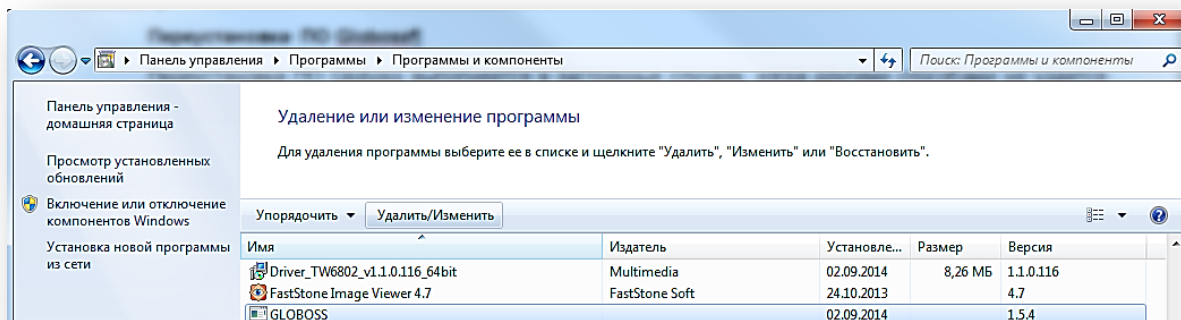 Переустановка ПО Globosoft
Панель управления ▸ Программы ▸ Программы и компоненты
Поиск: Программы и компоненты
Панель управления -
домашняя страница
Просмотр установленных
обновлений
Включение или отключение
компонентов Windows
Установка новой программы
из сети
Удаление или изменение программы
Для удаления программы выберите ее в списке и щелкните "Удалить", "Изменить" или "Восстановить".
Упорядочить Удалить/Изменить
Имя Издатель Установле... Размер Версия
Driver_TW6802_v1.1.0.116_64bit Multimedia 02.09.2014 8,26 МБ 1.1.0.116
FastStone Image Viewer 4.7 FastStone Soft 24.10.2013 4.7
GLOBOSS 02.09.2014 1.5.4